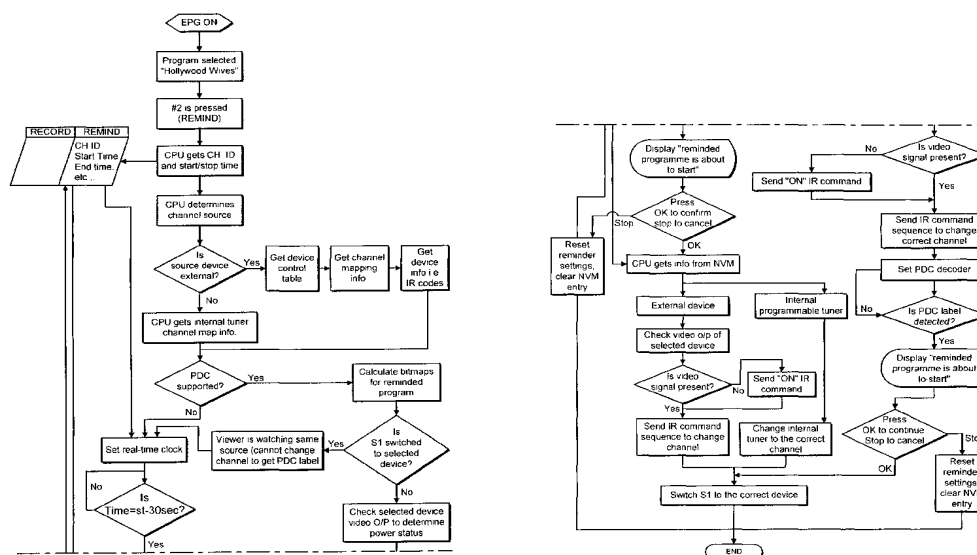 EPG ON
Program selected
"Hollywood Wives"
#2 is pressed
(REMIND)
RECORD
REMIND
CH ID
Start Time
End time.
etc ..
CPU gets CH ID
and start/stop time
CPU determines
channel source
Is
source device
external?
Yes
Get device
control
table
Get channel
mapping
info
Get
device
info i e
IR codes
No
CPU gets internal tuner
channel map info.
PDC
supported?
Yes
Calculate bitmaps
for reminded
program
No
Is
S1 switched
to selected
device?
Yes
Viewer is watching same
source (cannot change
channel to get PDC label
Set real-time clock
No
No
Is
Time=st-30sec?
Yes
Check selected device
video O/P to determine
power status
Display "reminded
programme is about
to start"
Press
OK to confirm
stop to cancel
Stop
OK
Reset
reminder
settings,
clear NVM
entry
CPU gets info from NVM
External device
Internal
programmable tuner
Check video o/p of
selected device
Is video
signal present?
No
Send "ON" IR
command
Yes
Send IR command
sequence to change
channel
Change internal
tuner to the correct
channel
Switch S1 to the correct device
END
Is video
signal present?
No
Send "ON" IR command
Yes
Send IR command
sequence to change
correct channel
Set PDC decoder
No
Is PDC label
detected?
Yes
Display "reminded
programme is about
to start"
Press
OK to continue
Stop to cancel
OK
Reset
reminder
settings,
clear NV
entry